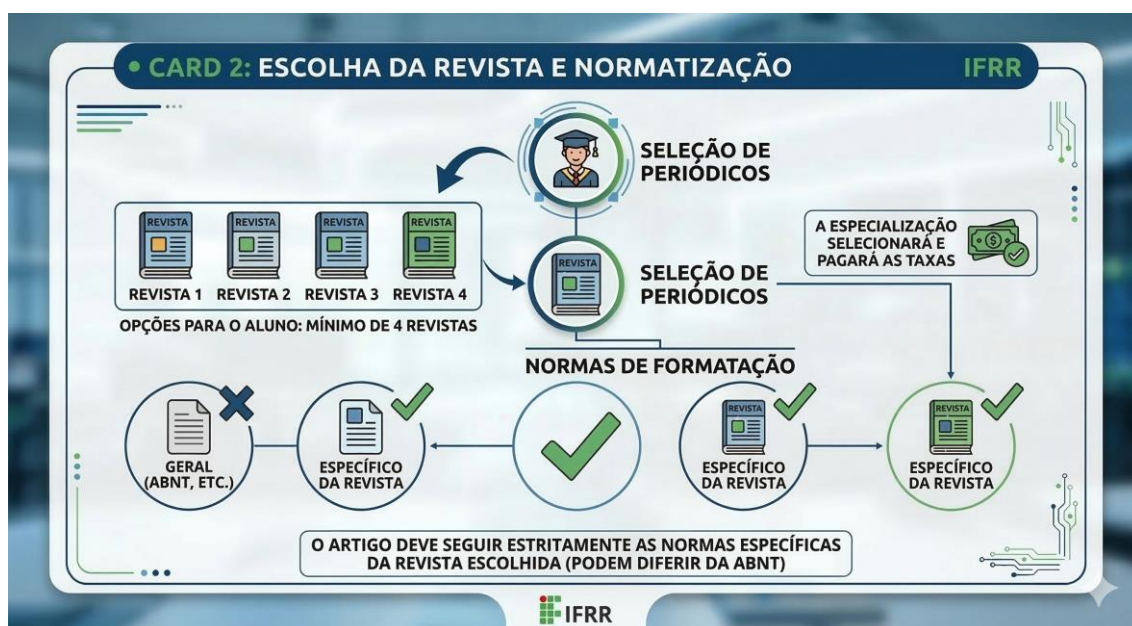 CARD 2: ESCOLHA DA REVISTA E NORMATIZAÇÃO
IFRR
SELEÇÃO DE
PERIÓDICOS
REVISTA
REVISTA
REVISTA
REVISTA
REVISTA 1
REVISTA 2
REVISTA 3
REVISTA 4
OPÇÕES PARA O ALUNO: MÍNIMO DE 4 REVISTAS
REVISTA
SELEÇÃO DE
PERIÓDICOS
A ESPECIALIZAÇÃO
SELECIONARÁ E
PAGARÁ AS TAXAS
NORMAS DE FORMATAÇÃO
GERAL
(ABNT, ETC.)
ESPECÍFICO
DA REVISTA
REVISTA
ESPECÍFICO
DA REVISTA
REVISTA
ESPECÍFICO
DA REVISTA
O ARTIGO DEVE SEGUIR ESTRITAMENTE AS NORMAS ESPECÍFICAS
DA REVISTA ESCOLHIDA (PODEM DIFERIR DA ABNT)
IFRR